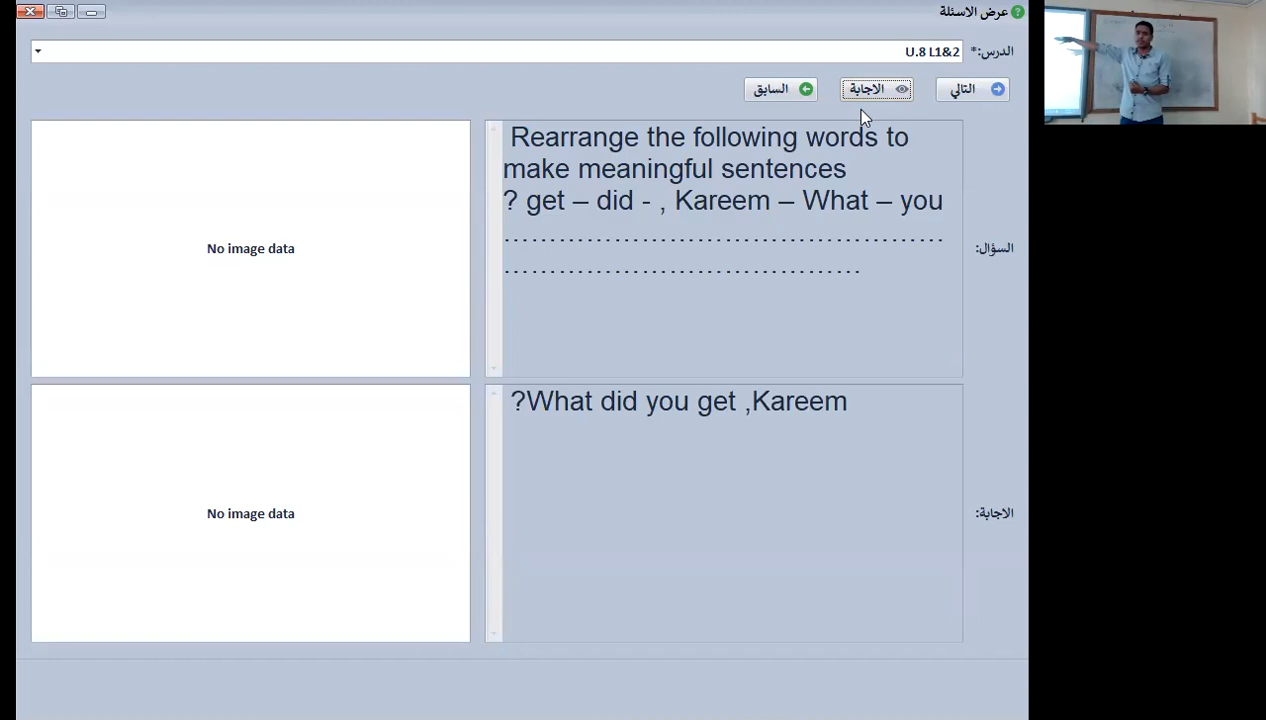 عرض الاسئلة
الدرس:*
U.8 L1&2
التالي
الاجابة
السابق
السؤال:
Rearrange the following words to
make meaningful sentences
? get – did - , Kareem – What – you
..............................................
.....................................
No image data
الاجابة:
?What did you get ,Kareem
No image data